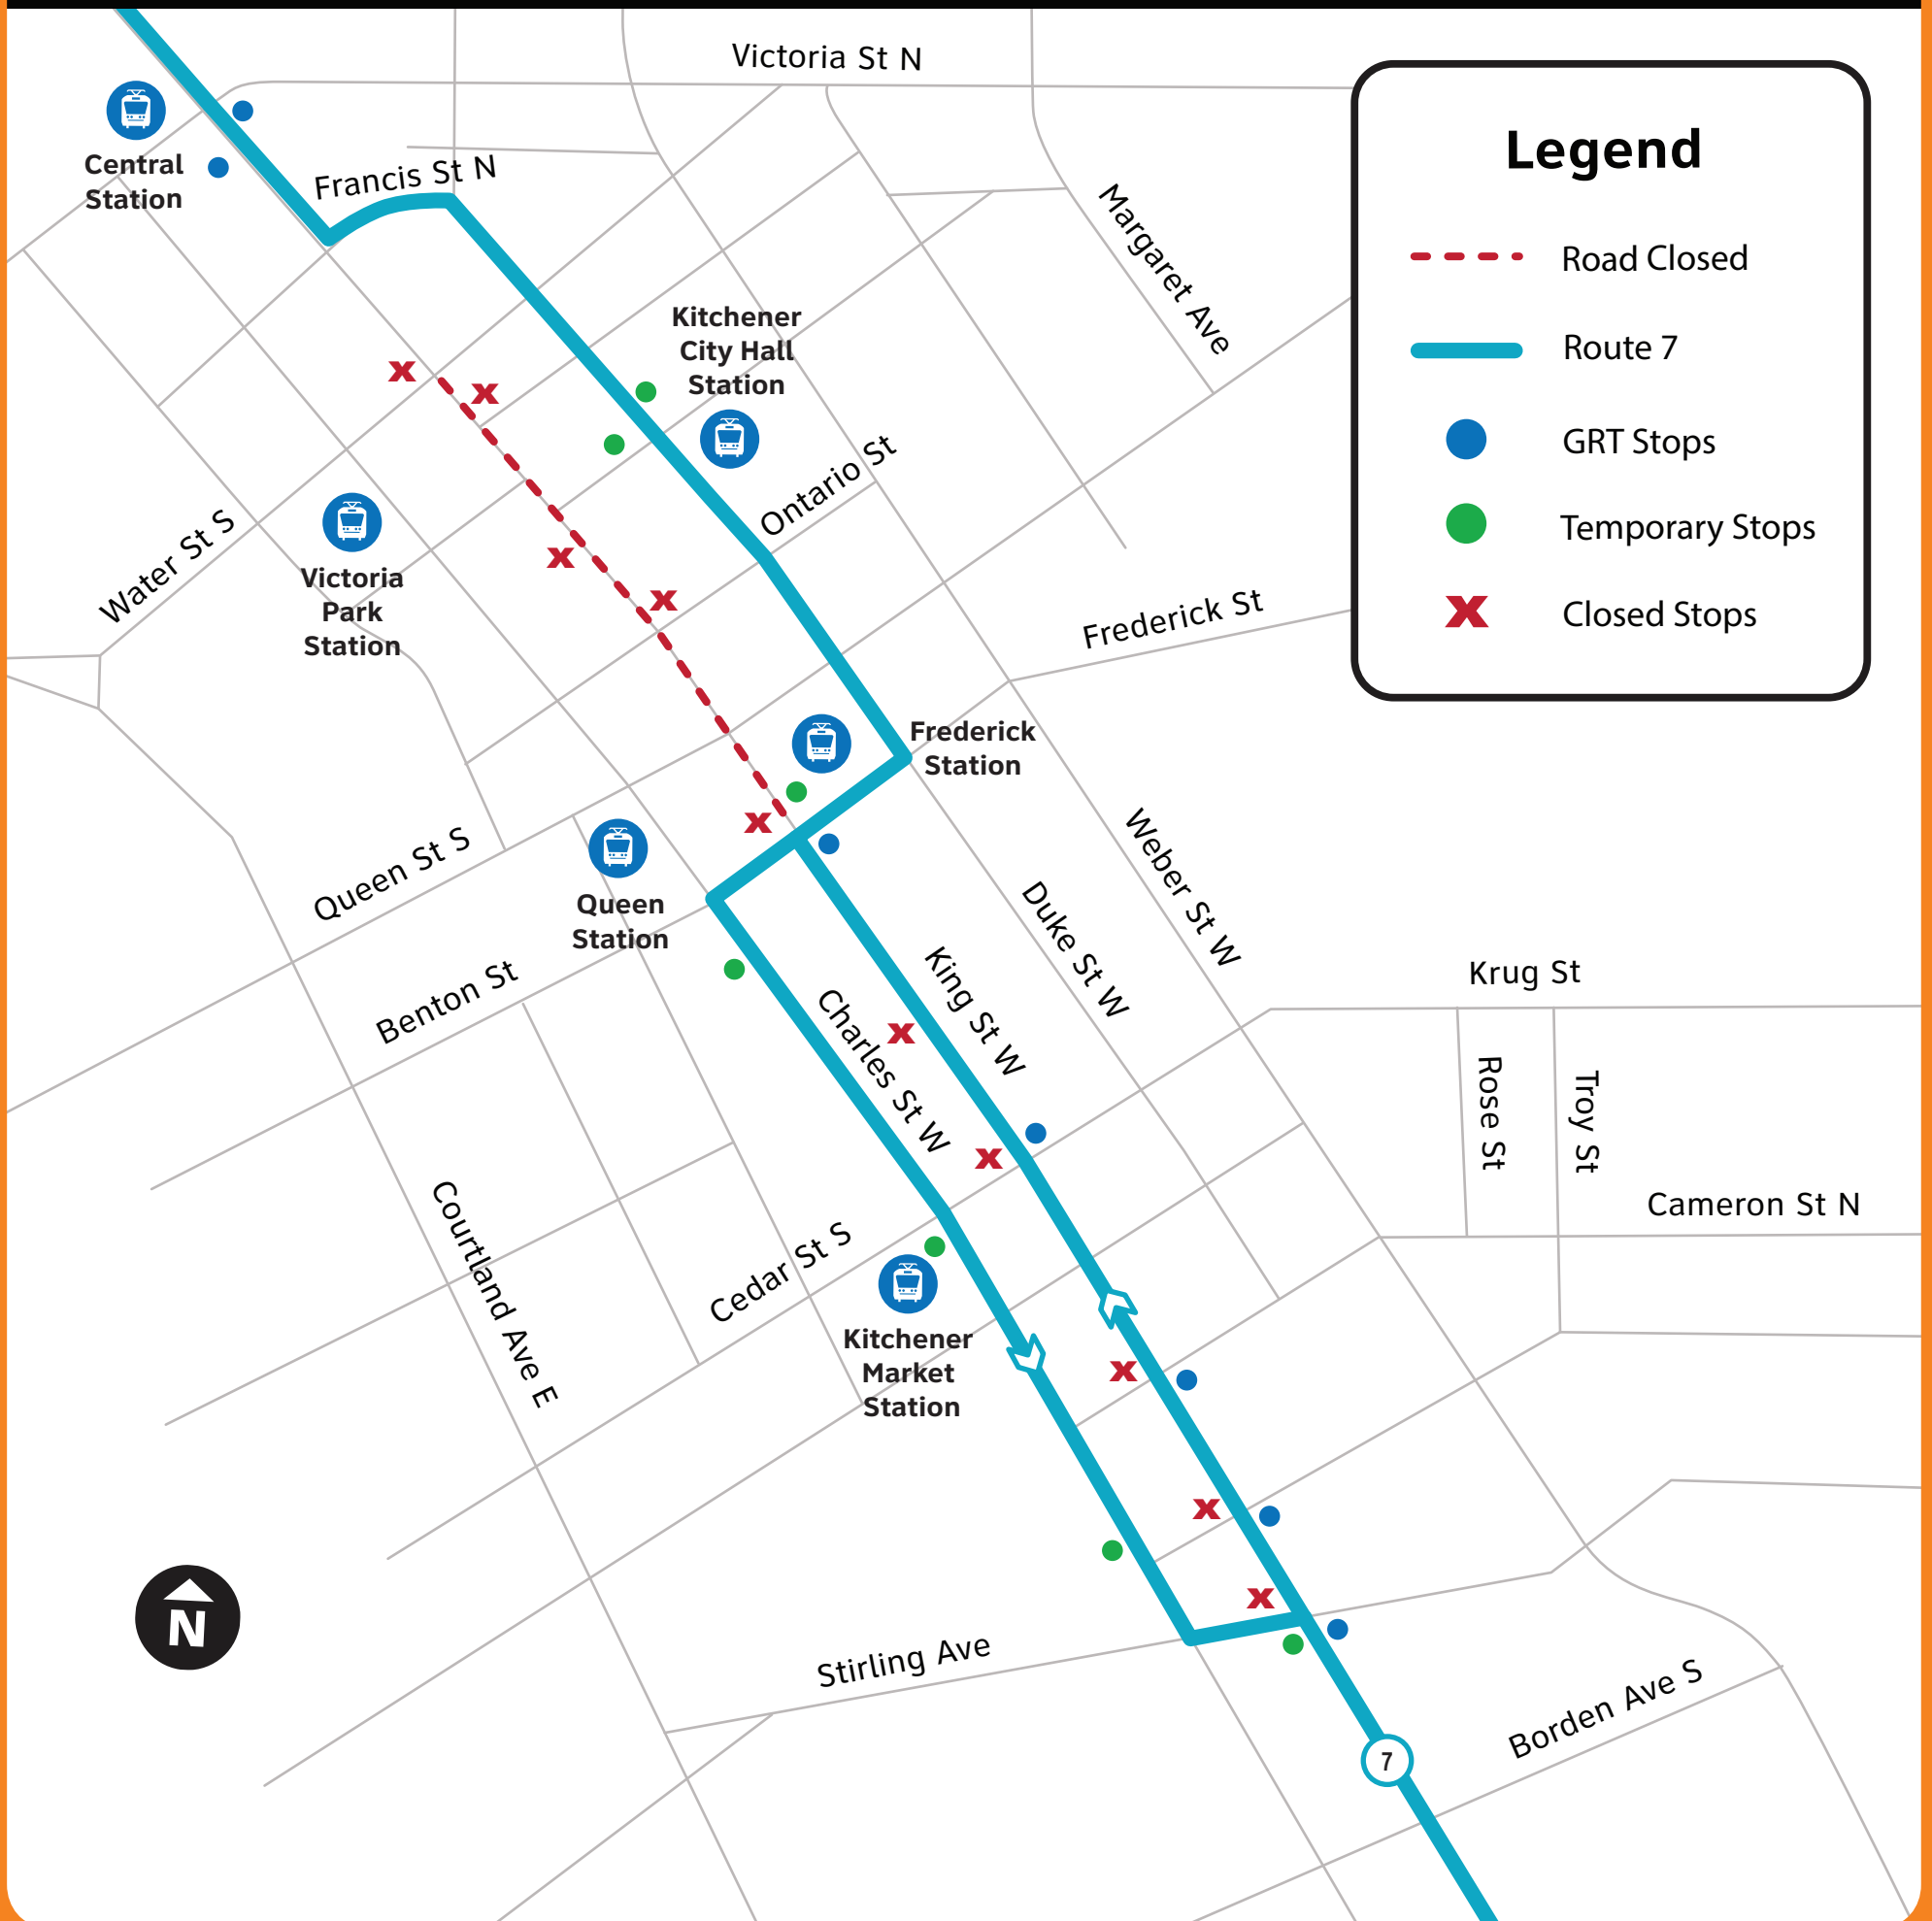 Victoria St N
Legend
Road Closed
Route 7
GRT Stops
Temporary Stops
Closed Stops
Central
Station
Francis St N
Margaret Ave
Kitchener
City Hall
Station
Ontario St
Water St S
Victoria
Park
Station
Frederick St
Frederick
Station
Queen St S
Queen
Station
Weber St W
Duke St W
King St W
Benton St
Charles St W
Krug St
Rose St
Troy St
Cameron St N
Courtland Ave E
Cedar St S
Kitchener
Market
Station
N
Stirling Ave
Borden Ave S
7